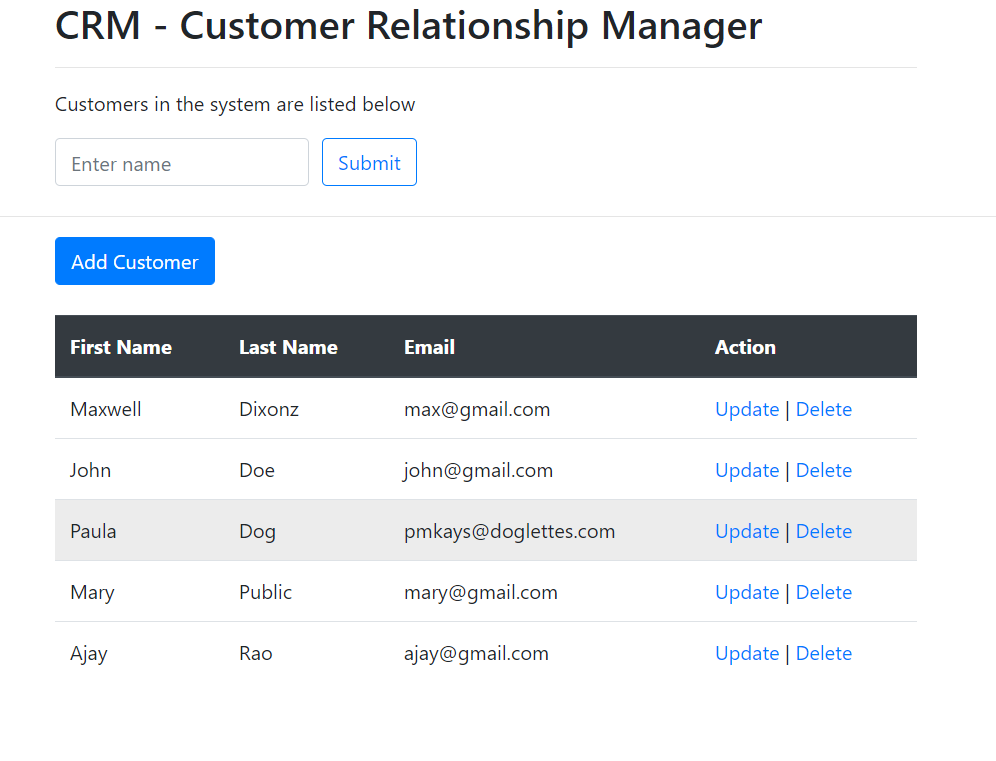 CRM - Customer Relationship Manager
Customers in the system are listed below
Enter name Submit
Add Customer
First Name Last Name Email Action
Maxwell Dixonz max@gmail.com Update | Delete
John Doe john@gmail.com Update | Delete
Paula Dog pmkays@doglettes.com Update | Delete
Mary Public mary@gmail.com Update | Delete
Ajay Rao ajay@gmail.com Update | Delete